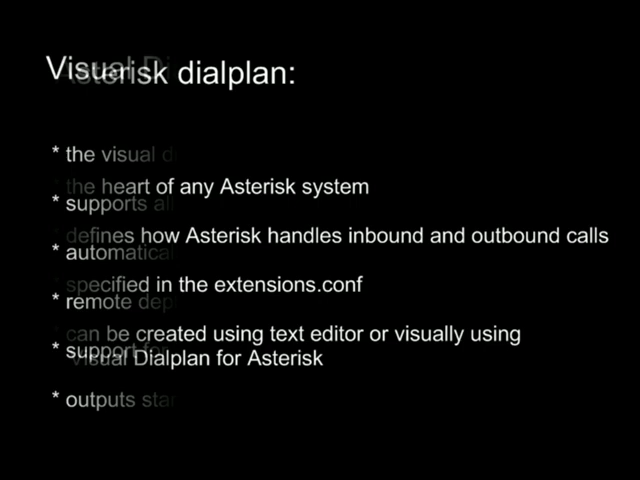 Visual
Asterisk dialplan:
* the visual
the heart of any Asterisk system
* supports
defines how Asterisk handles inbound and outbound calls
*
specified in the extensions.conf
* remote
can be created using text editor or visually using
* support
Visual Dialplan for Asterisk
* outputs